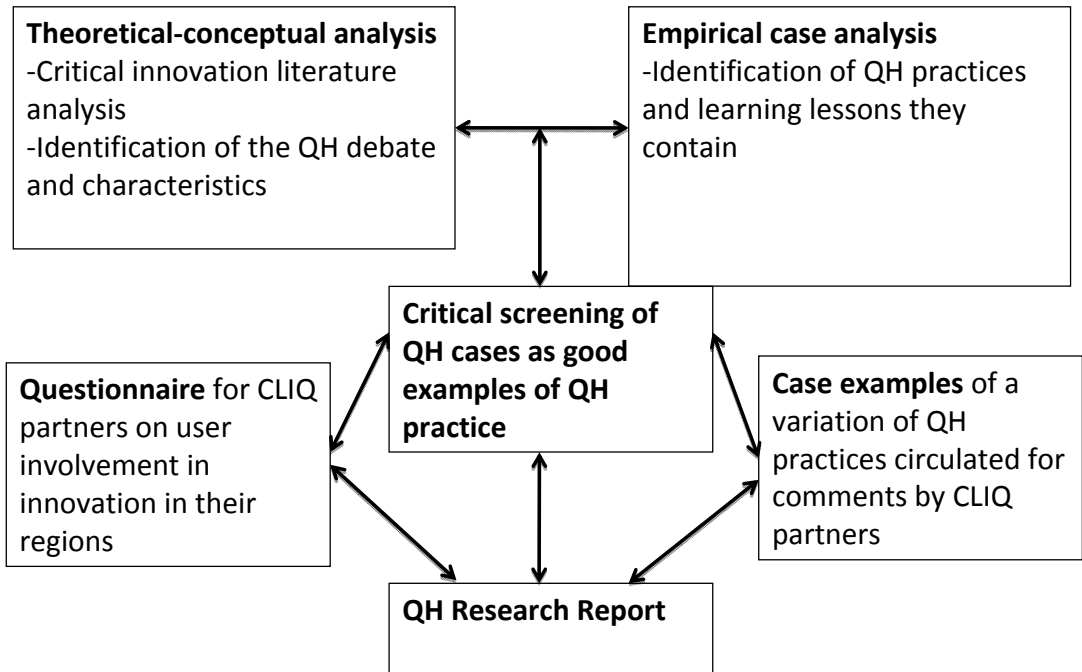 Theoretical-conceptual analysis
-Critical innovation literature
analysis
-Identification of the QH debate
and characteristics
Empirical case analysis
-Identification of QH practices
and learning lessons they
contain
Critical screening of
QH cases as good
examples of QH
practice
Questionnaire for CLIQ
partners on user
involvement in
innovation in their
regions
Case examples of a
variation of QH
practices circulated for
comments by CLIQ
partners
QH Research Report